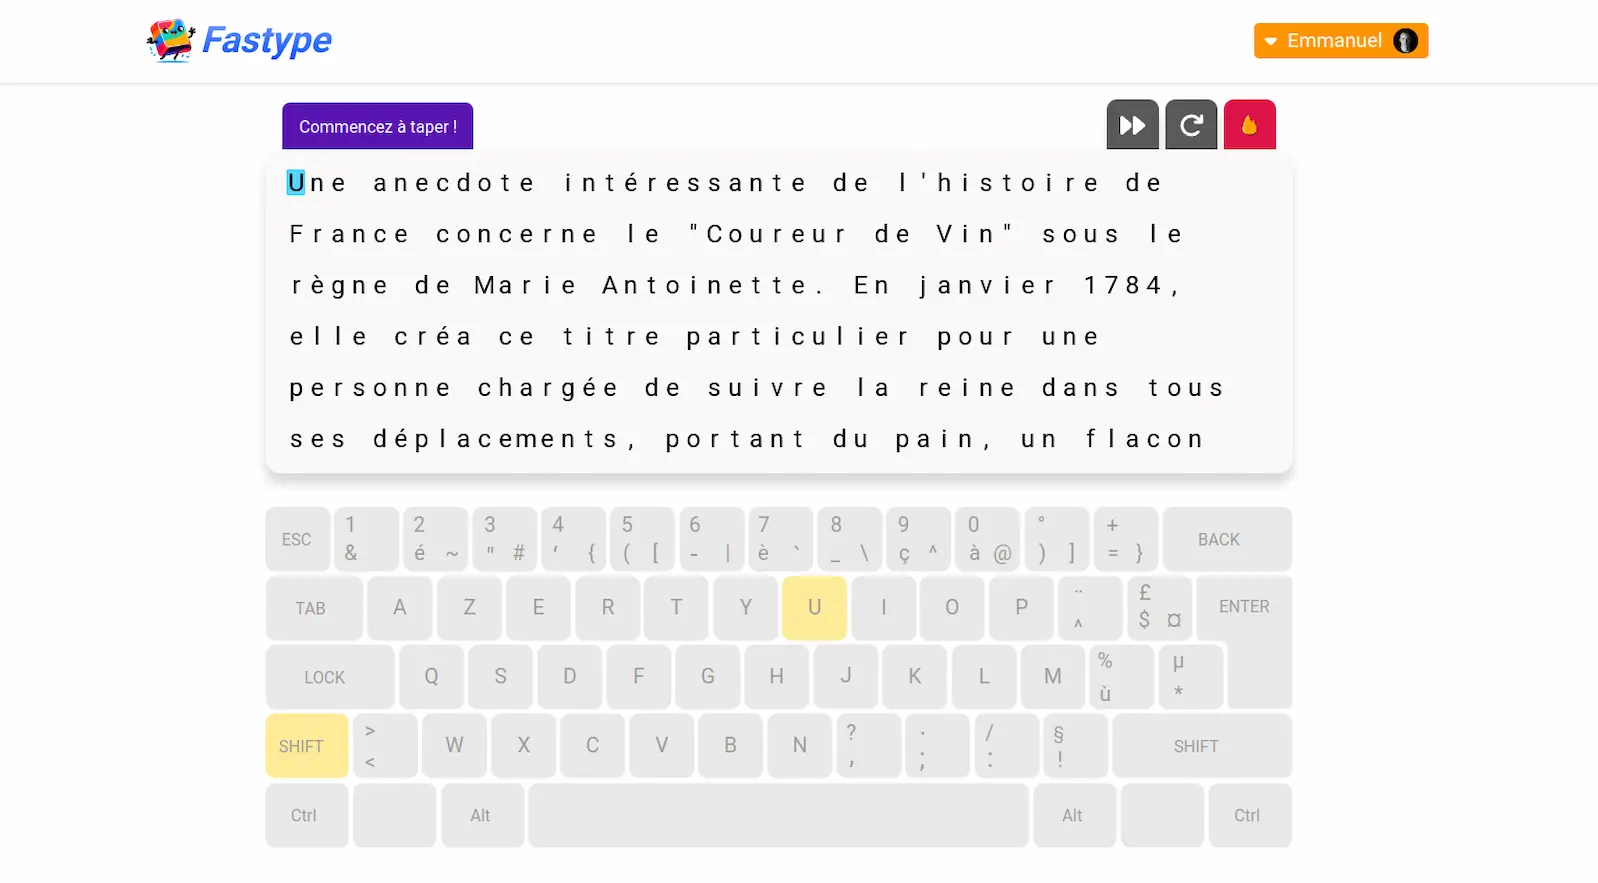 Fastype
Emmanuel
Commencez à taper !
Une anecdote intéressante de l'histoire de
France concerne le "Coureur de Vin" sous le
règne de Marie Antoinette. En janvier 1784,
elle créa ce titre particulier pour une
personne chargée de suivre la reine dans tous
ses déplacements, portant du pain, un flacon
ESC 1 & 2 é ~ 3 " # 4 ‘ { 5 ( [ 6 - | 7 è ` 8 _ \ 9 ç ^ 0 à @ ° ) ] + = } BACK
TAB A Z E R T Y U I O P ¨ ^ £ $ ¤ ENTER
LOCK Q S D F G H J K L M % ù µ *
SHIFT > < W X C V B N ? , . ; / : § ! SHIFT
Ctrl Alt Alt Ctrl